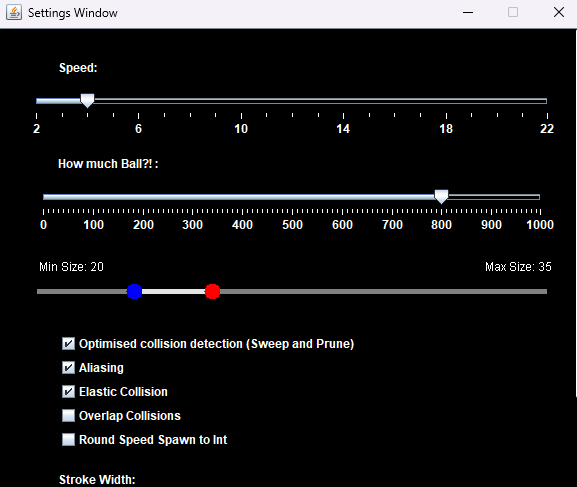 Settings Window
Speed:
2 6 10 14 18 22
How much Ball?! :
0 100 200 300 400 500 600 700 800 900 1000
Min Size: 20 Max Size: 35
Optimised collision detection (Sweep and Prune)
Aliasing
Elastic Collision
Overlap Collisions
Round Speed Spawn to Int
Stroke Width: